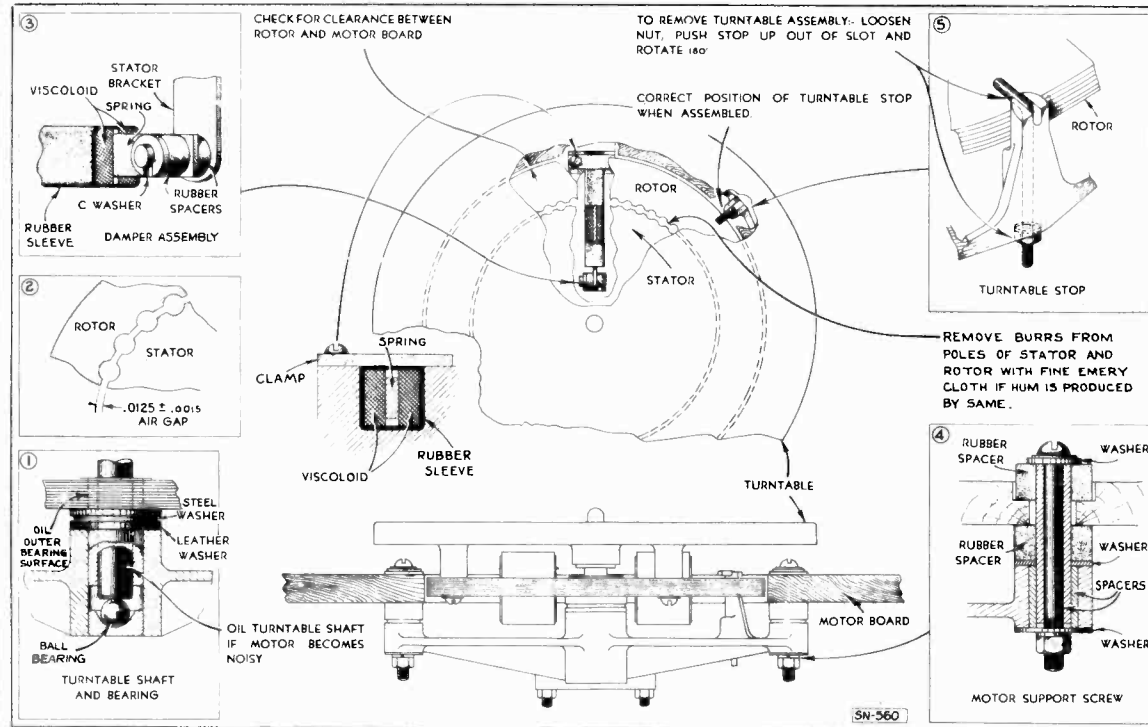 ③
STATOR
BRACKET
VISCOLOID
SPRING
RUBBER
SPACERS
C WASHER
RUBBER
SLEEVE
DAMPER ASSEMBLY
②
ROTOR
STATOR
.0125 ± .0015
AIR GAP
①
STEEL
WASHER
LEATHER
WASHER
OIL
OUTER
BEARING
SURFACE
BALL
BEARING
OIL TURNTABLE SHAFT
IF MOTOR BECOMES
NOISY
TURNTABLE SHAFT
AND BEARING
CHECK FOR CLEARANCE BETWEEN
ROTOR AND MOTOR BOARD
TO REMOVE TURNTABLE ASSEMBLY:- LOOSEN
NUT, PUSH STOP UP OUT OF SLOT AND
ROTATE 180°
CORRECT POSITION OF TURNTABLE STOP
WHEN ASSEMBLED.
ROTOR
STATOR
SPRING
CLAMP
RUBBER
SLEEVE
VISCOLOID
TURNTABLE
MOTOR BOARD
SN-560
⑤
ROTOR
TURNTABLE STOP
REMOVE BURRS FROM
POLES OF STATOR AND
ROTOR WITH FINE EMERY
CLOTH IF HUM IS PRODUCED
BY SAME.
④
RUBBER
SPACER
WASHER
RUBBER
SPACER
WASHER
SPACERS
WASHER
MOTOR SUPPORT SCREW